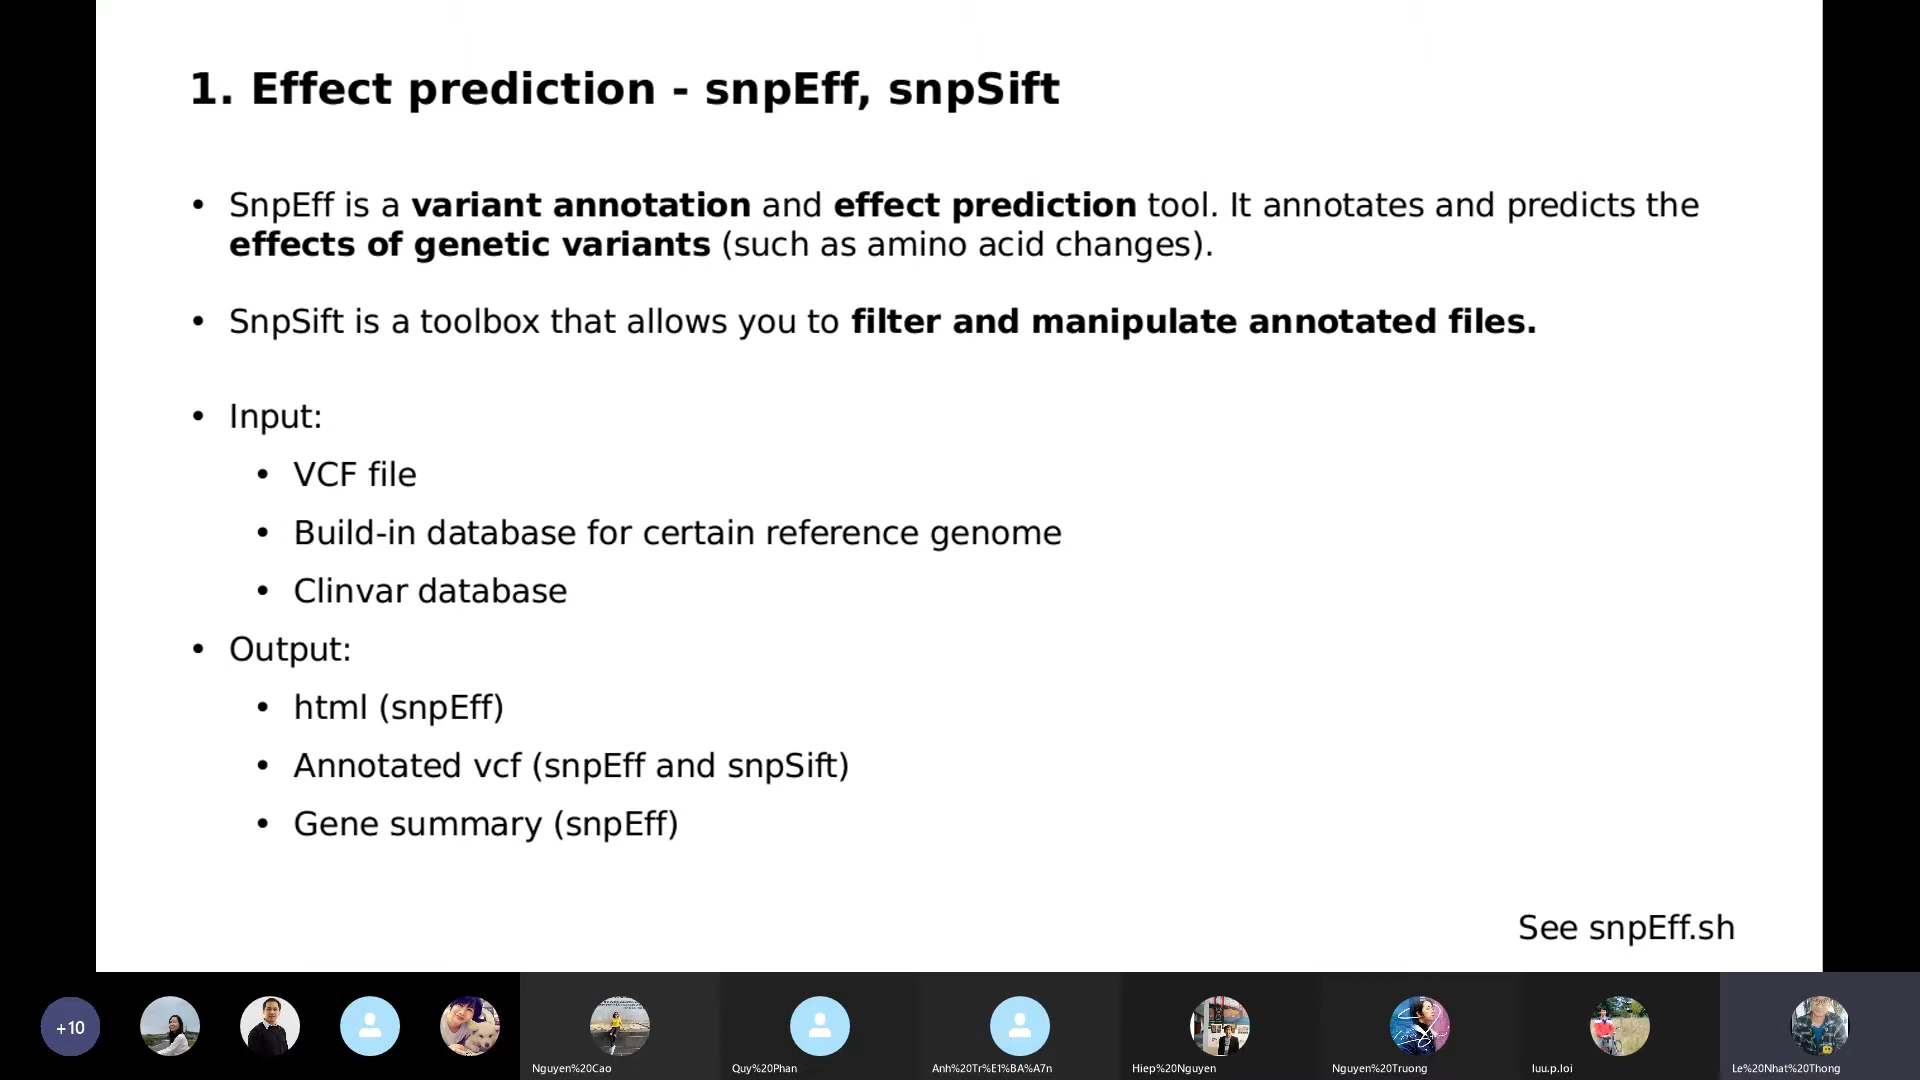 1. Effect prediction - snpEff, snpSift
• SnpEff is a variant annotation and effect prediction tool. It annotates and predicts the
effects of genetic variants (such as amino acid changes).
• SnpSift is a toolbox that allows you to filter and manipulate annotated files.
• Input:
• VCF file
• Build-in database for certain reference genome
• Clinvar database
• Output:
• html (snpEff)
• Annotated vcf (snpEff and snpSift)
• Gene summary (snpEff)
See snpEff.sh
+10
Nguyen%20Cao
Quy%20Phan
Anh%20Tr%E1%BA%A7n
Hiep%20Nguyen
Nguyen%20Truong
luu.p.loi
Le%20Nhat%20Thong